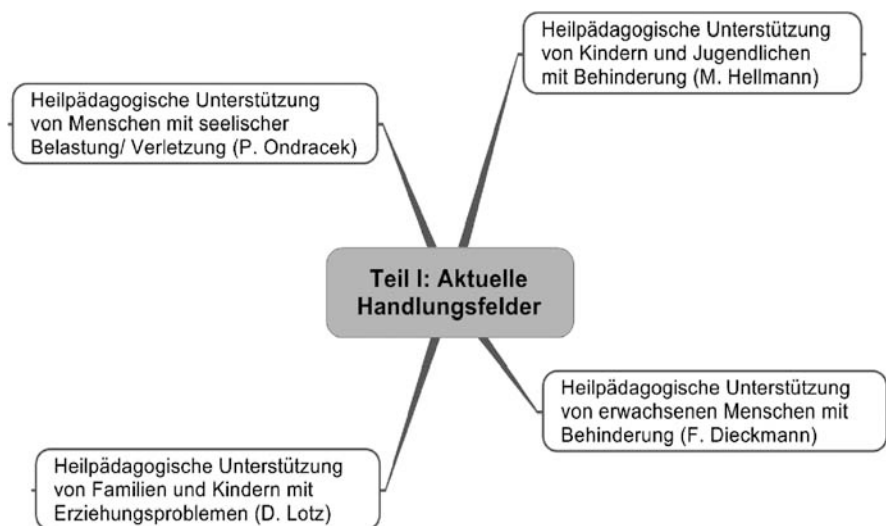 Heilpädagogische Unterstützung
von Kindern und Jugendlichen
mit Behinderung (M. Hellmann)
Heilpädagogische Unterstützung
von Menschen mit seelischer
Belastung/ Verletzung (P. Ondracek)
Teil I: Aktuelle
Handlungsfelder
Heilpädagogische Unterstützung
von erwachsenen Menschen mit
Behinderung (F. Dieckmann)
Heilpädagogische Unterstützung
von Familien und Kindern mit
Erziehungsproblemen (D. Lotz)